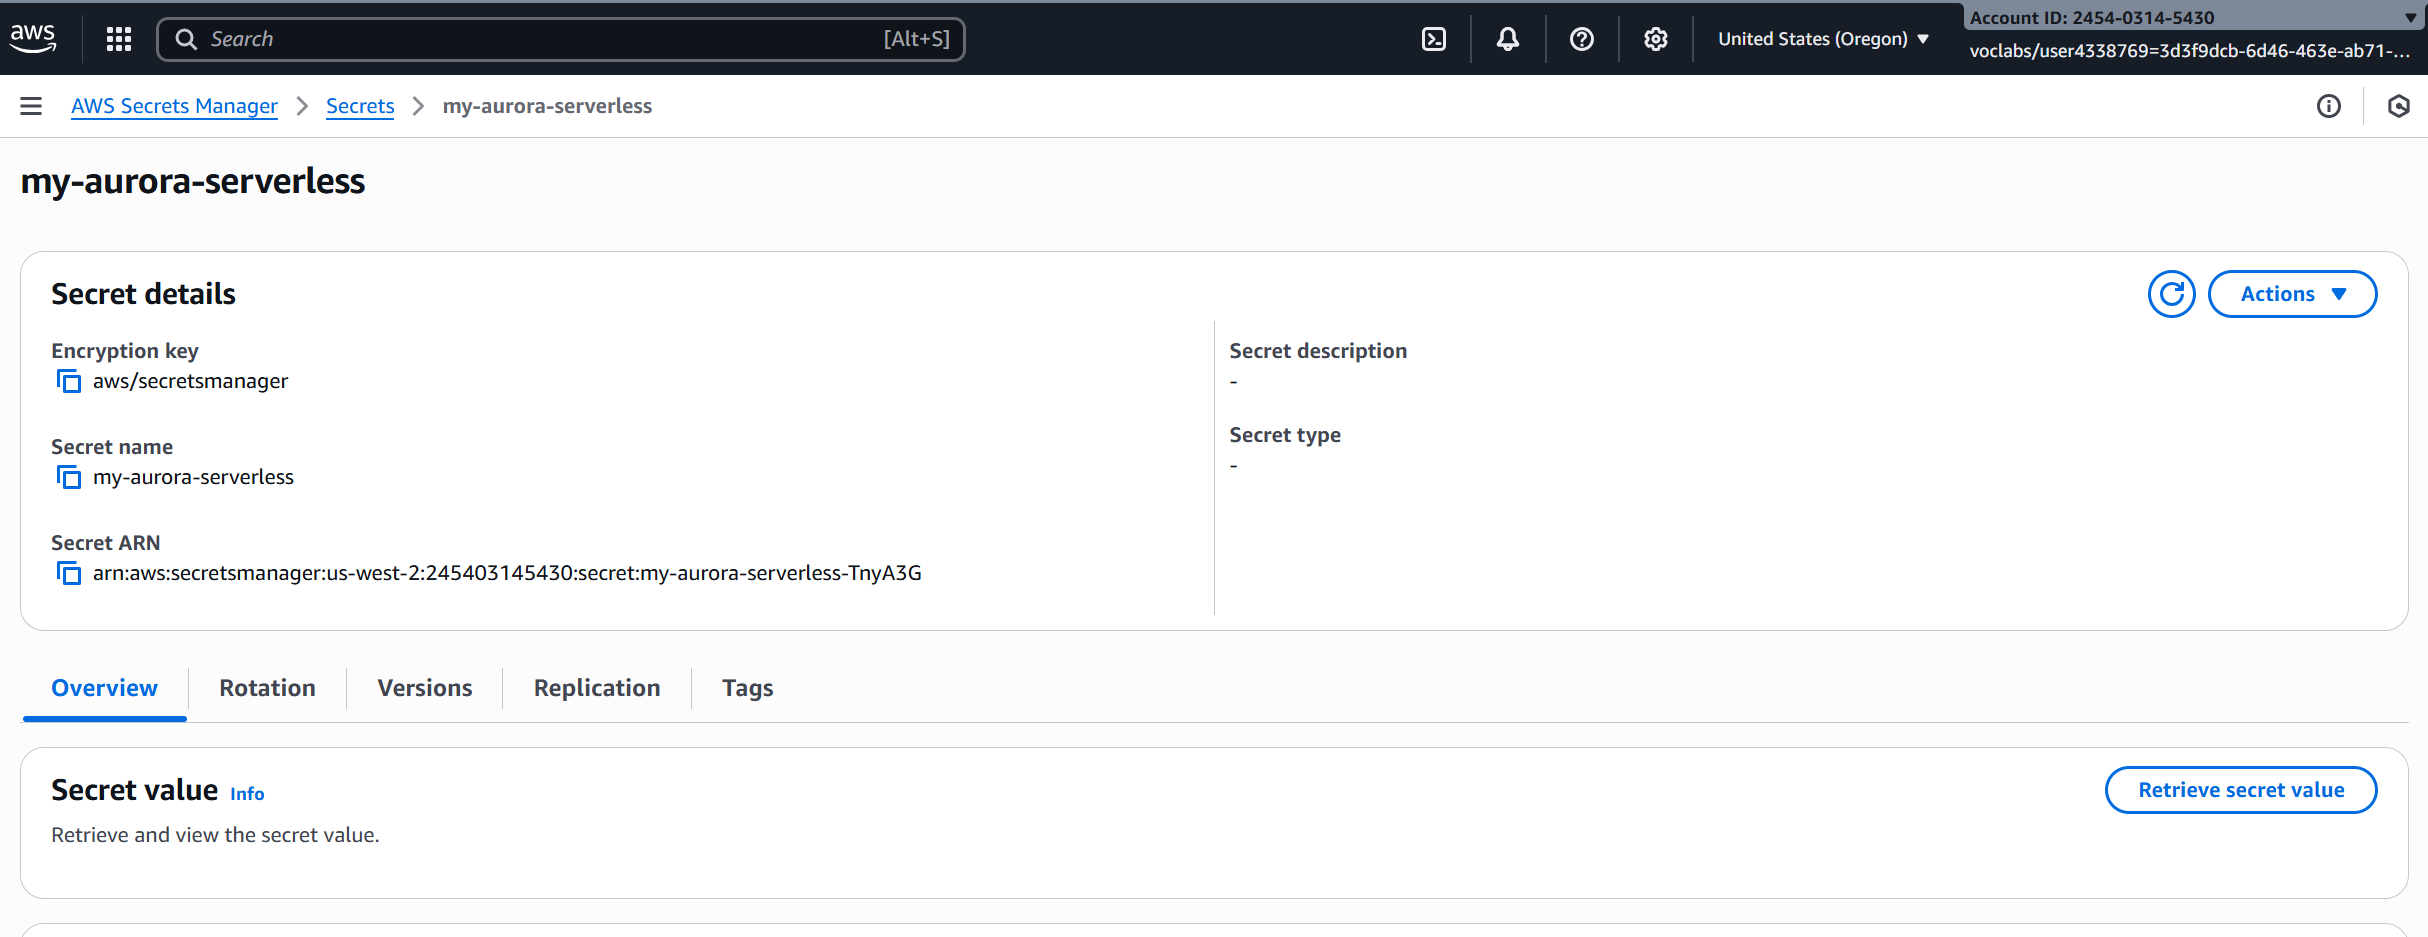 aws
Search [Alt+S]
United States (Oregon)
Account ID: 2454-0314-5430
voclabs/user4338769=3d3f9dcb-6d46-463e-ab71-...
AWS Secrets Manager
Secrets
my-aurora-serverless
my-aurora-serverless
Secret details
Actions
Encryption key
aws/secretsmanager
Secret name
my-aurora-serverless
Secret ARN
arn:aws:secretsmanager:us-west-2:245403145430:secret:my-aurora-serverless-TnyA3G
Secret description
-
Secret type
-
Overview
Rotation
Versions
Replication
Tags
Secret value Info
Retrieve secret value
Retrieve and view the secret value.